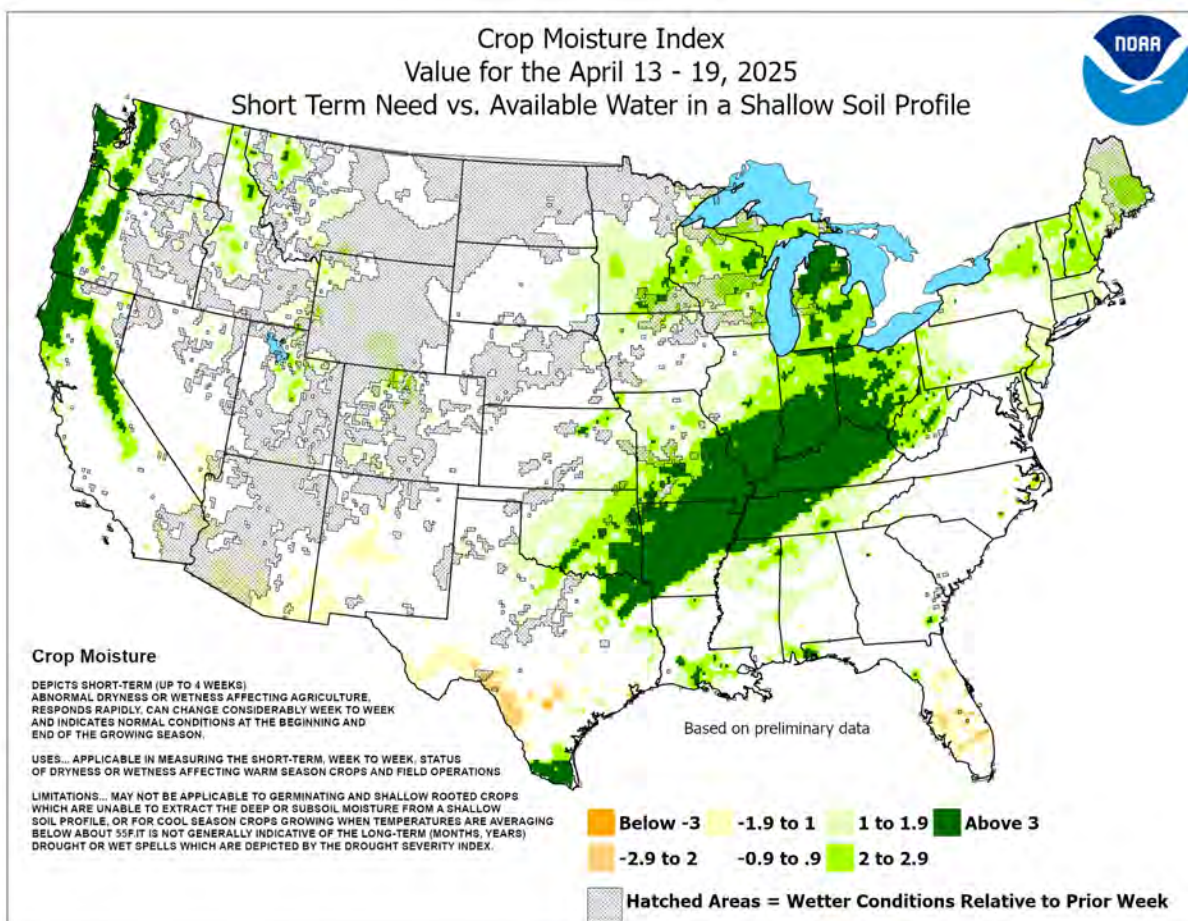 Crop Moisture Index
Value for the April 13 - 19, 2025
Short Term Need vs. Available Water in a Shallow Soil Profile
NOAA
Crop Moisture
DEPICTS SHORT-TERM (UP TO 4 WEEKS)
ABNORMAL DRYNESS OR WETNESS AFFECTING AGRICULTURE,
RESPONDS RAPIDLY, CAN CHANGE CONSIDERABLY WEEK TO WEEK
AND INDICATES NORMAL CONDITIONS AT THE BEGINNING AND
END OF THE GROWING SEASON.
USES... APPLICABLE IN MEASURING THE SHORT-TERM, WEEK TO WEEK, STATUS
OF DRYNESS OR WETNESS AFFECTING WARM SEASON CROPS AND FIELD OPERATIONS
LIMITATIONS... MAY NOT BE APPLICABLE TO GERMINATING AND SHALLOW ROOTED CROPS
WHICH ARE UNABLE TO EXTRACT THE DEEP OR SUBSOIL MOISTURE FROM A SHALLOW
SOIL PROFILE, OR FOR COOL SEASON CROPS GROWING WHEN TEMPERATURES ARE AVERAGING
BELOW ABOUT 55F.IT IS NOT GENERALLY INDICATIVE OF THE LONG-TERM (MONTHS, YEARS)
DROUGHT OR WET SPELLS WHICH ARE DEPICTED BY THE DROUGHT SEVERITY INDEX.
Based on preliminary data
Below -3 -1.9 to 1 1 to 1.9 Above 3
-2.9 to 2 -0.9 to .9 2 to 2.9
Hatched Areas = Wetter Conditions Relative to Prior Week